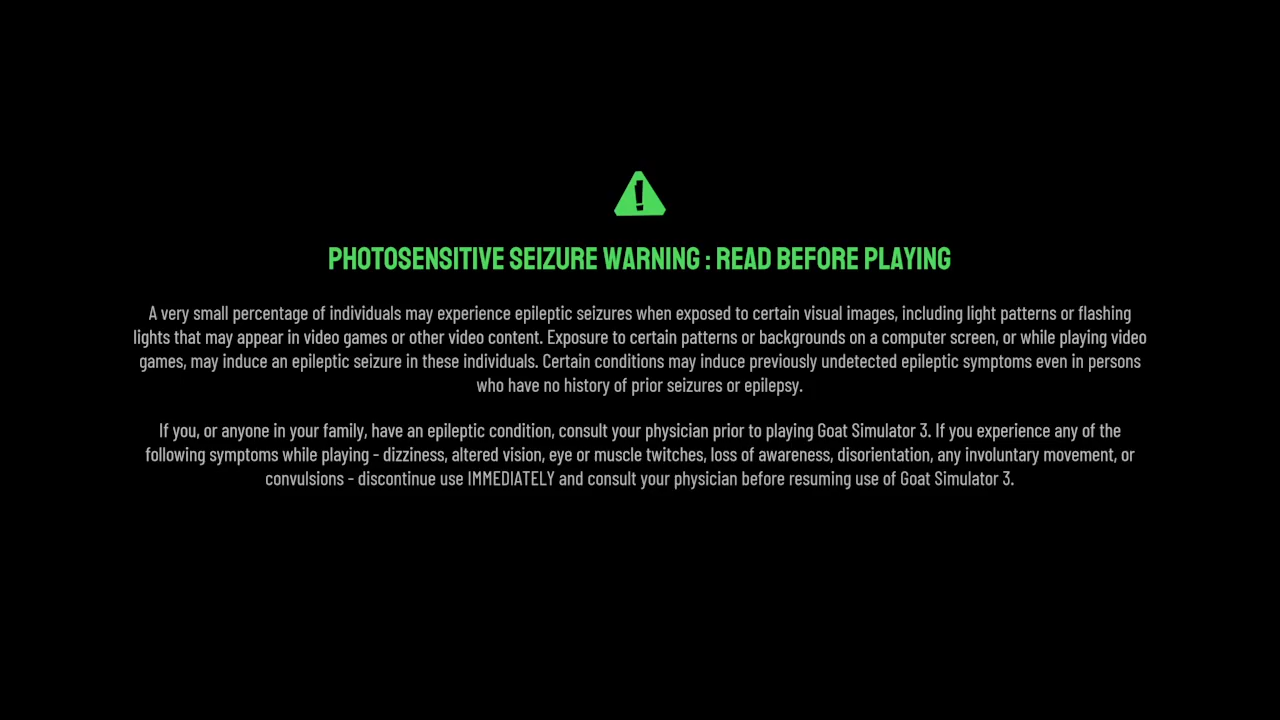 PHOTOSENSITIVE SEIZURE WARNING : READ BEFORE PLAYING
A very small percentage of individuals may experience epileptic seizures when exposed to certain visual images, including light patterns or flashing
lights that may appear in video games or other video content. Exposure to certain patterns or backgrounds on a computer screen, or while playing video
games, may induce an epileptic seizure in these individuals. Certain conditions may induce previously undetected epileptic symptoms even in persons
who have no history of prior seizures or epilepsy.
If you, or anyone in your family, have an epileptic condition, consult your physician prior to playing Goat Simulator 3. If you experience any of the
following symptoms while playing - dizziness, altered vision, eye or muscle twitches, loss of awareness, disorientation, any involuntary movement, or
convulsions - discontinue use IMMEDIATELY and consult your physician before resuming use of Goat Simulator 3.